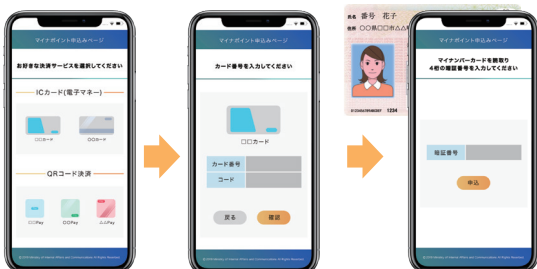 マイナポイント申込みページ
お好きな決済サービスを選択してください
ICカード(電子マネー)
□□カード
○○カード
QRコード決済
□□Pay
○○Pay
△△Pay
マイナポイント申込みページ
カード番号を入力してください
□□カード
カード番号
コード
戻る
確認
氏名 番号 花子
住所 ○○県□□市△△
1234
マイナポイント申込みページ
マイナンバーカードを読取り
4桁の暗証番号を入力してください
暗証番号
申込